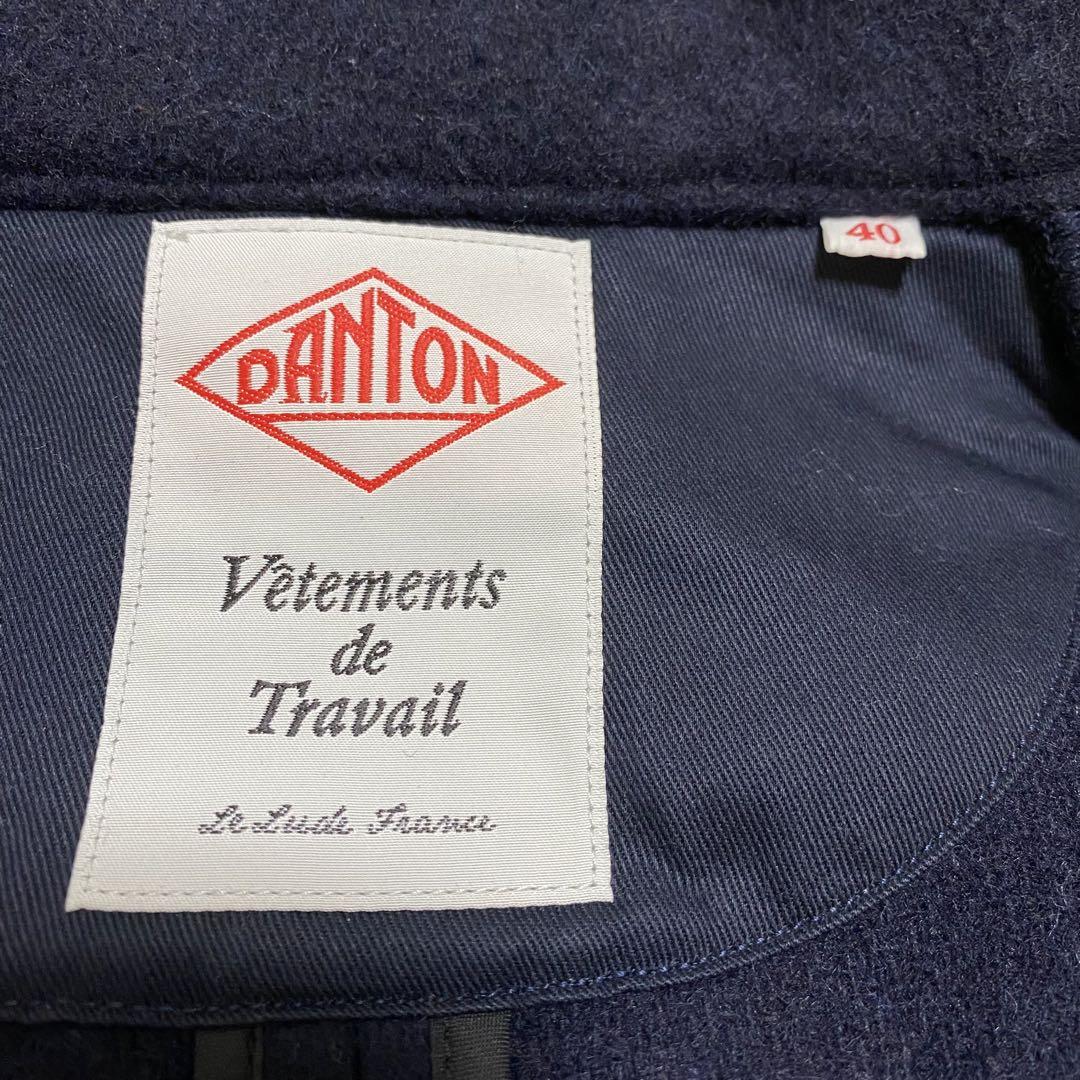 DANTON
40
Vêtements
de
Travail
Le Lude France